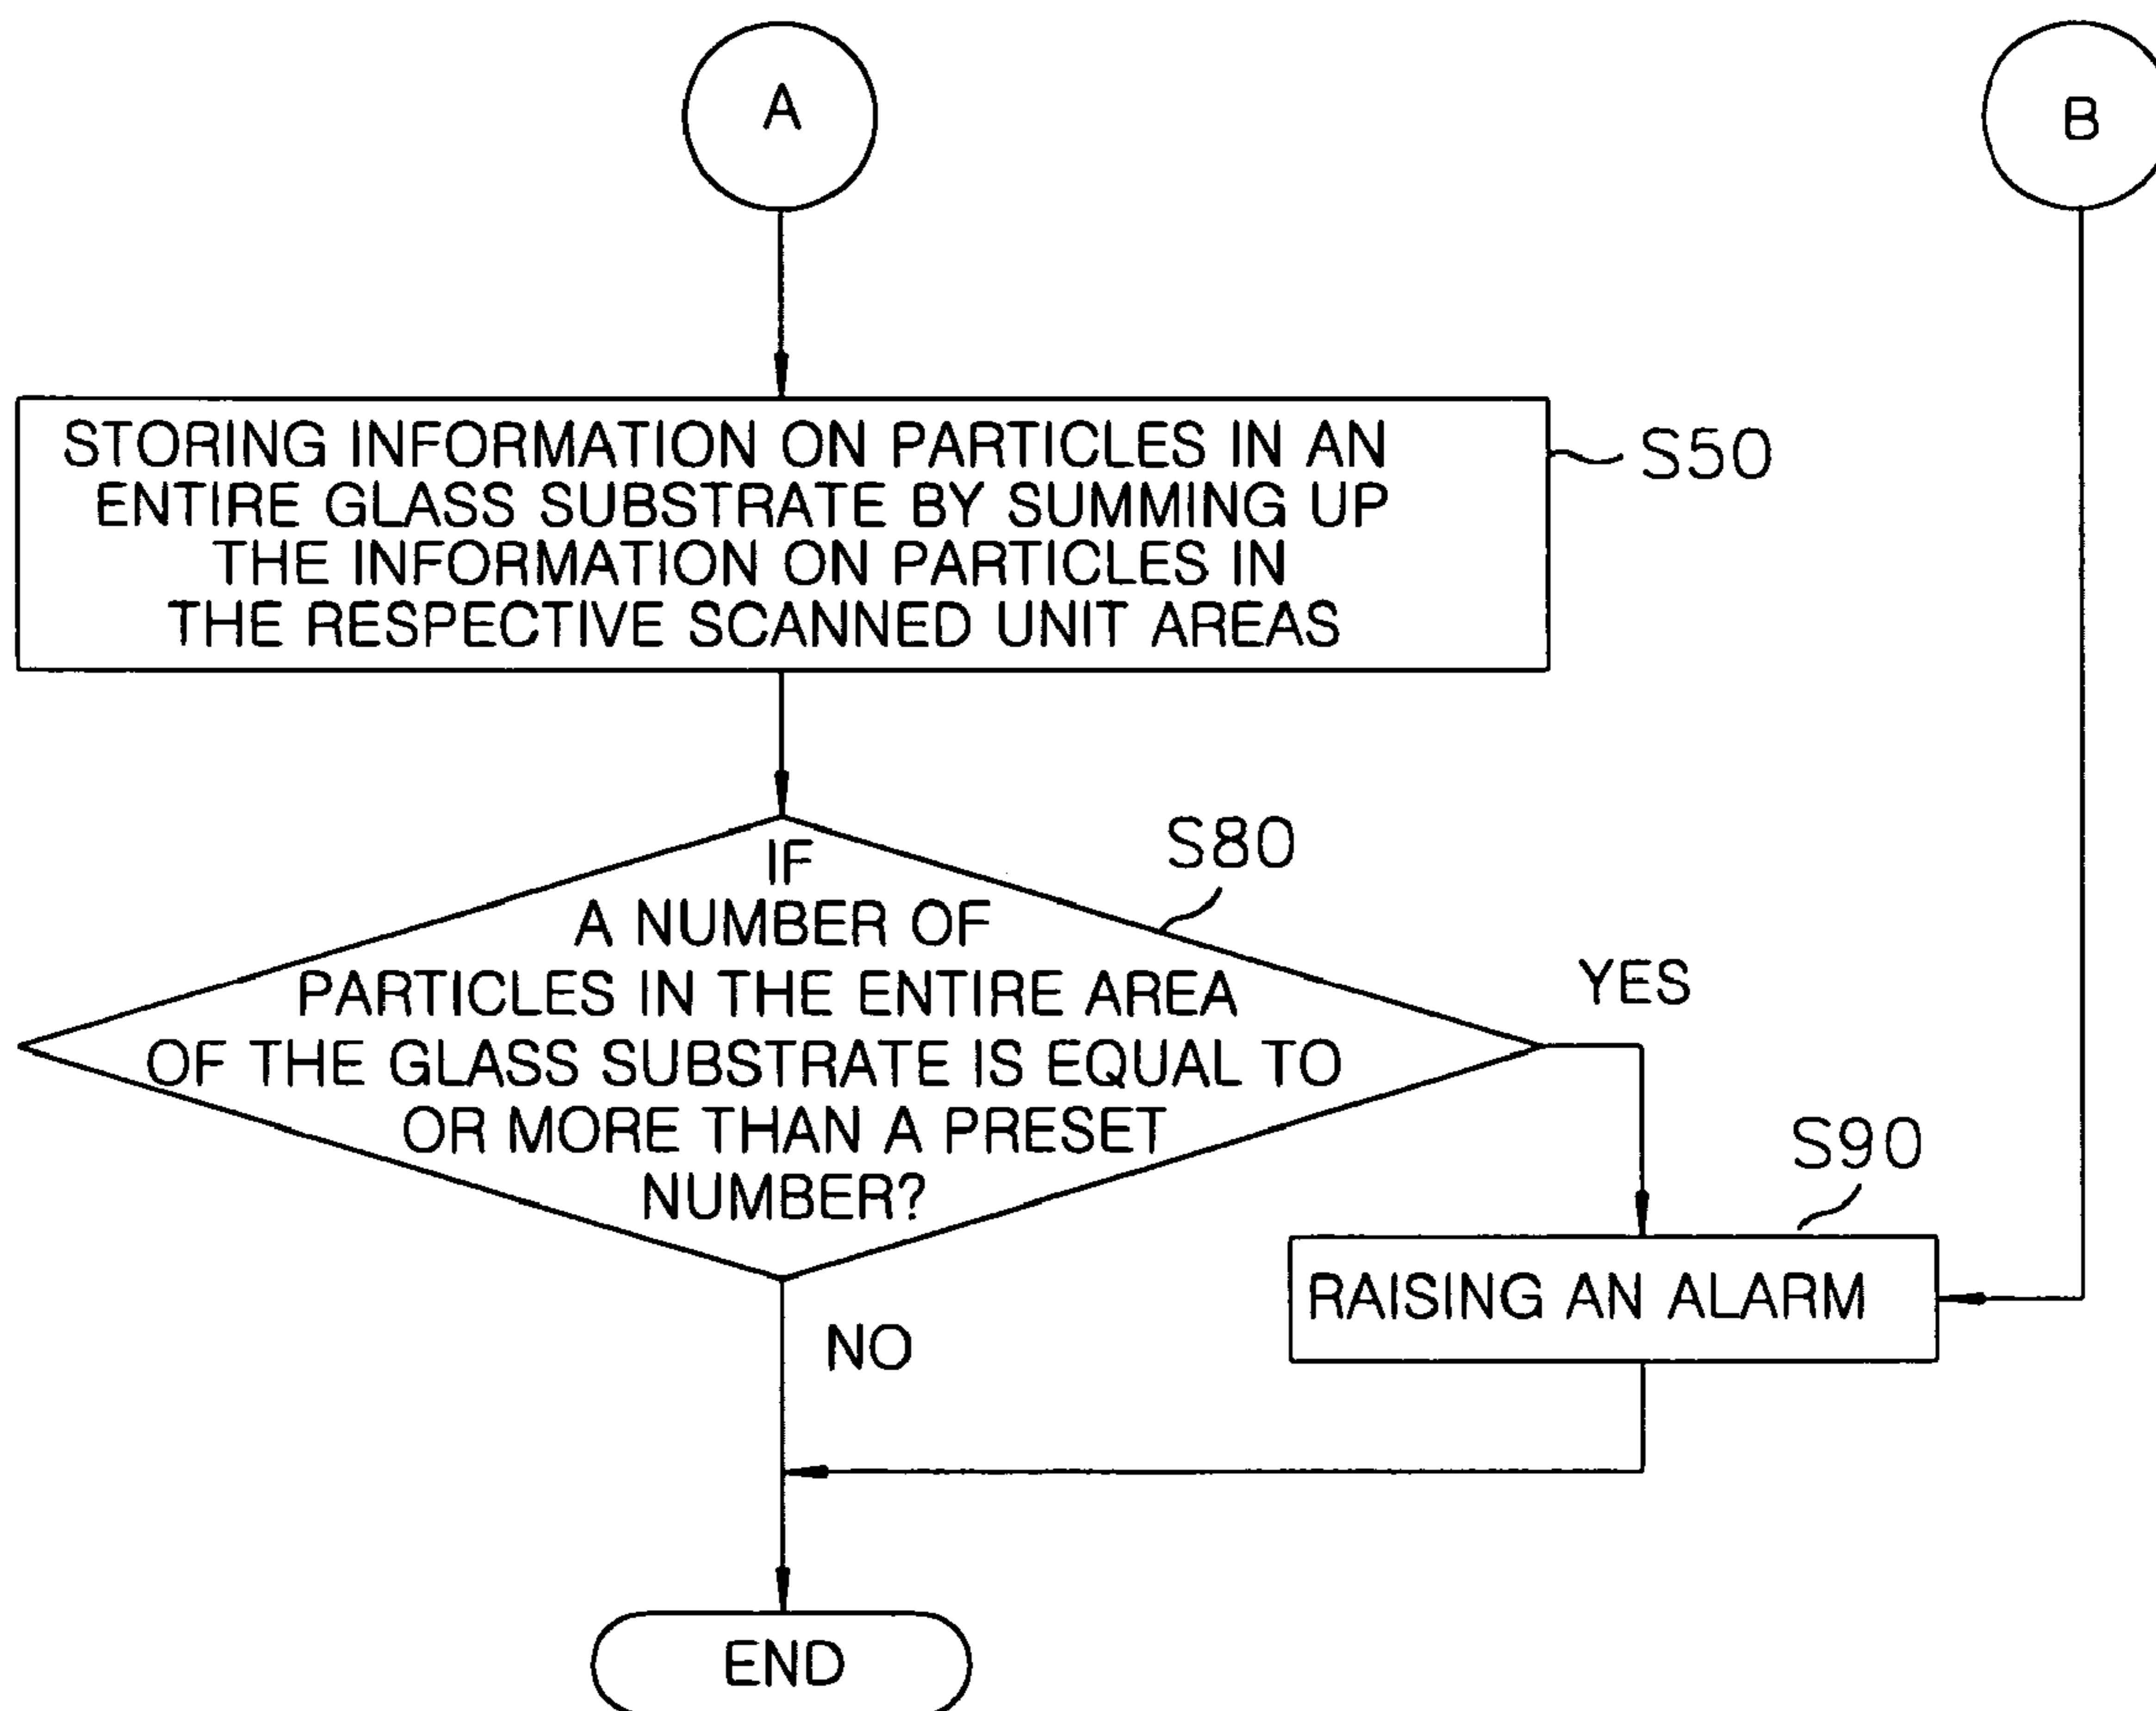 A
B
STORING INFORMATION ON PARTICLES IN AN
ENTIRE GLASS SUBSTRATE BY SUMMING UP
THE INFORMATION ON PARTICLES IN
THE RESPECTIVE SCANNED UNIT AREAS
S50
S80
IF
A NUMBER OF
PARTICLES IN THE ENTIRE AREA
OF THE GLASS SUBSTRATE IS EQUAL TO
OR MORE THAN A PRESET
NUMBER?
YES
S90
RAISING AN ALARM
NO
END